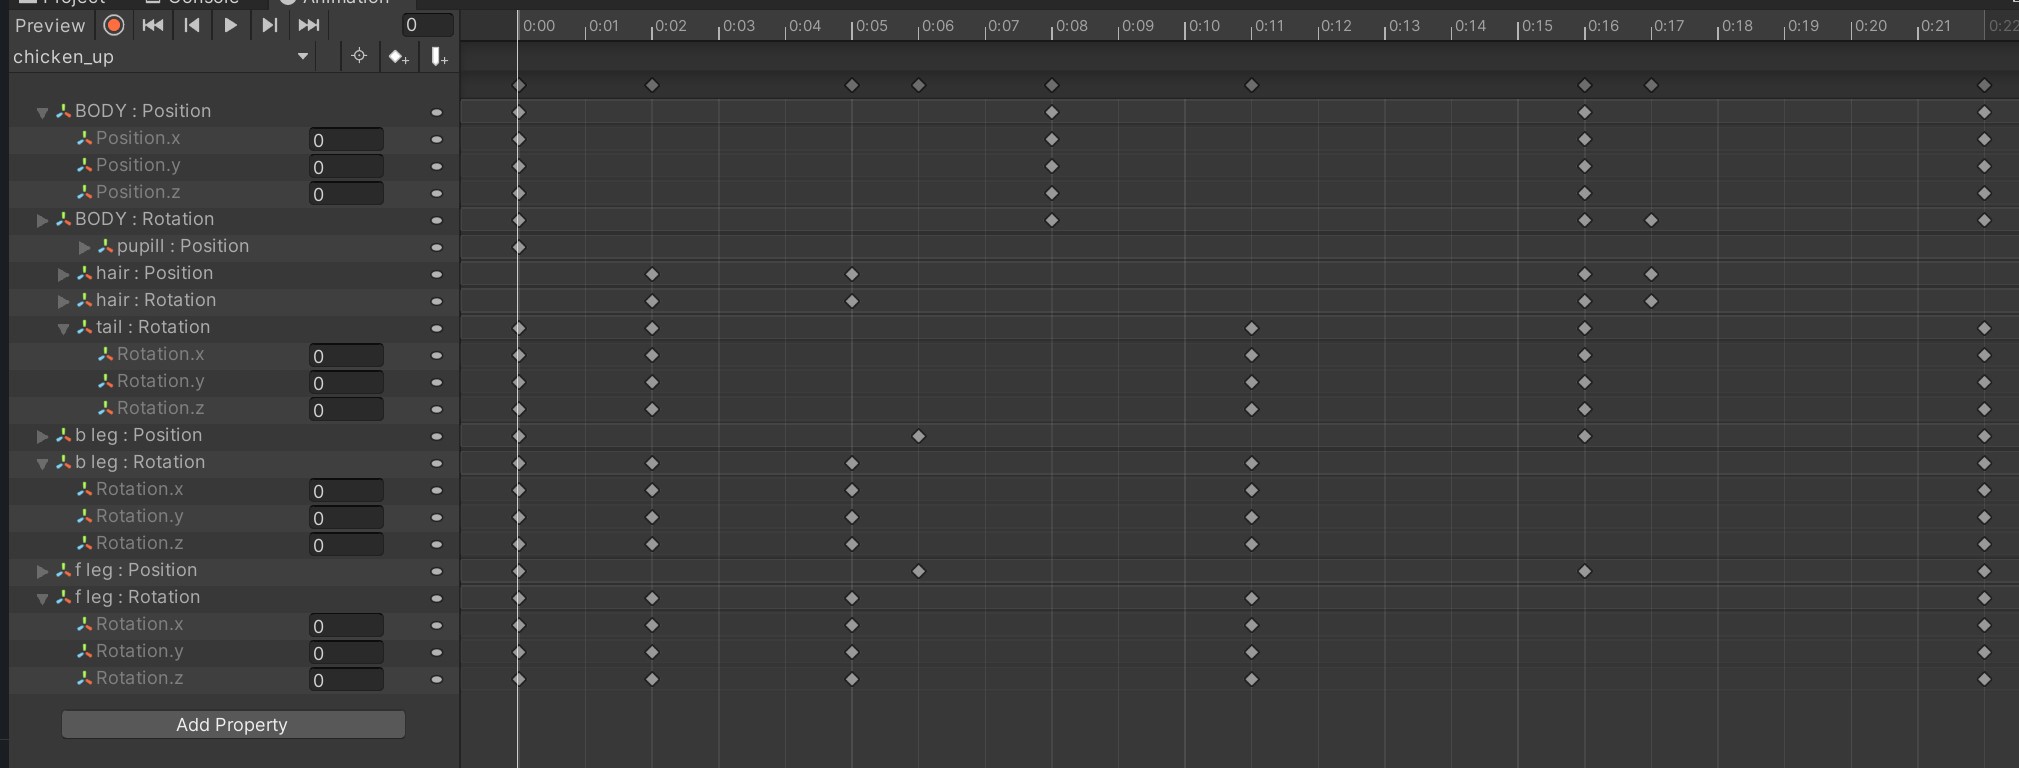 Project Console Animation
Preview 0 0:00 0:01 0:02 0:03 0:04 0:05 0:06 0:07 0:08 0:09 0:10 0:11 0:12 0:13 0:14 0:15 0:16 0:17 0:18 0:19 0:20 0:21 0:22
chicken_up
BODY : Position
Position.x 0
Position.y 0
Position.z 0
BODY : Rotation
pupill : Position
hair : Position
hair : Rotation
tail : Rotation
Rotation.x 0
Rotation.y 0
Rotation.z 0
b leg : Position
b leg : Rotation
Rotation.x 0
Rotation.y 0
Rotation.z 0
f leg : Position
f leg : Rotation
Rotation.x 0
Rotation.y 0
Rotation.z 0
Add Property